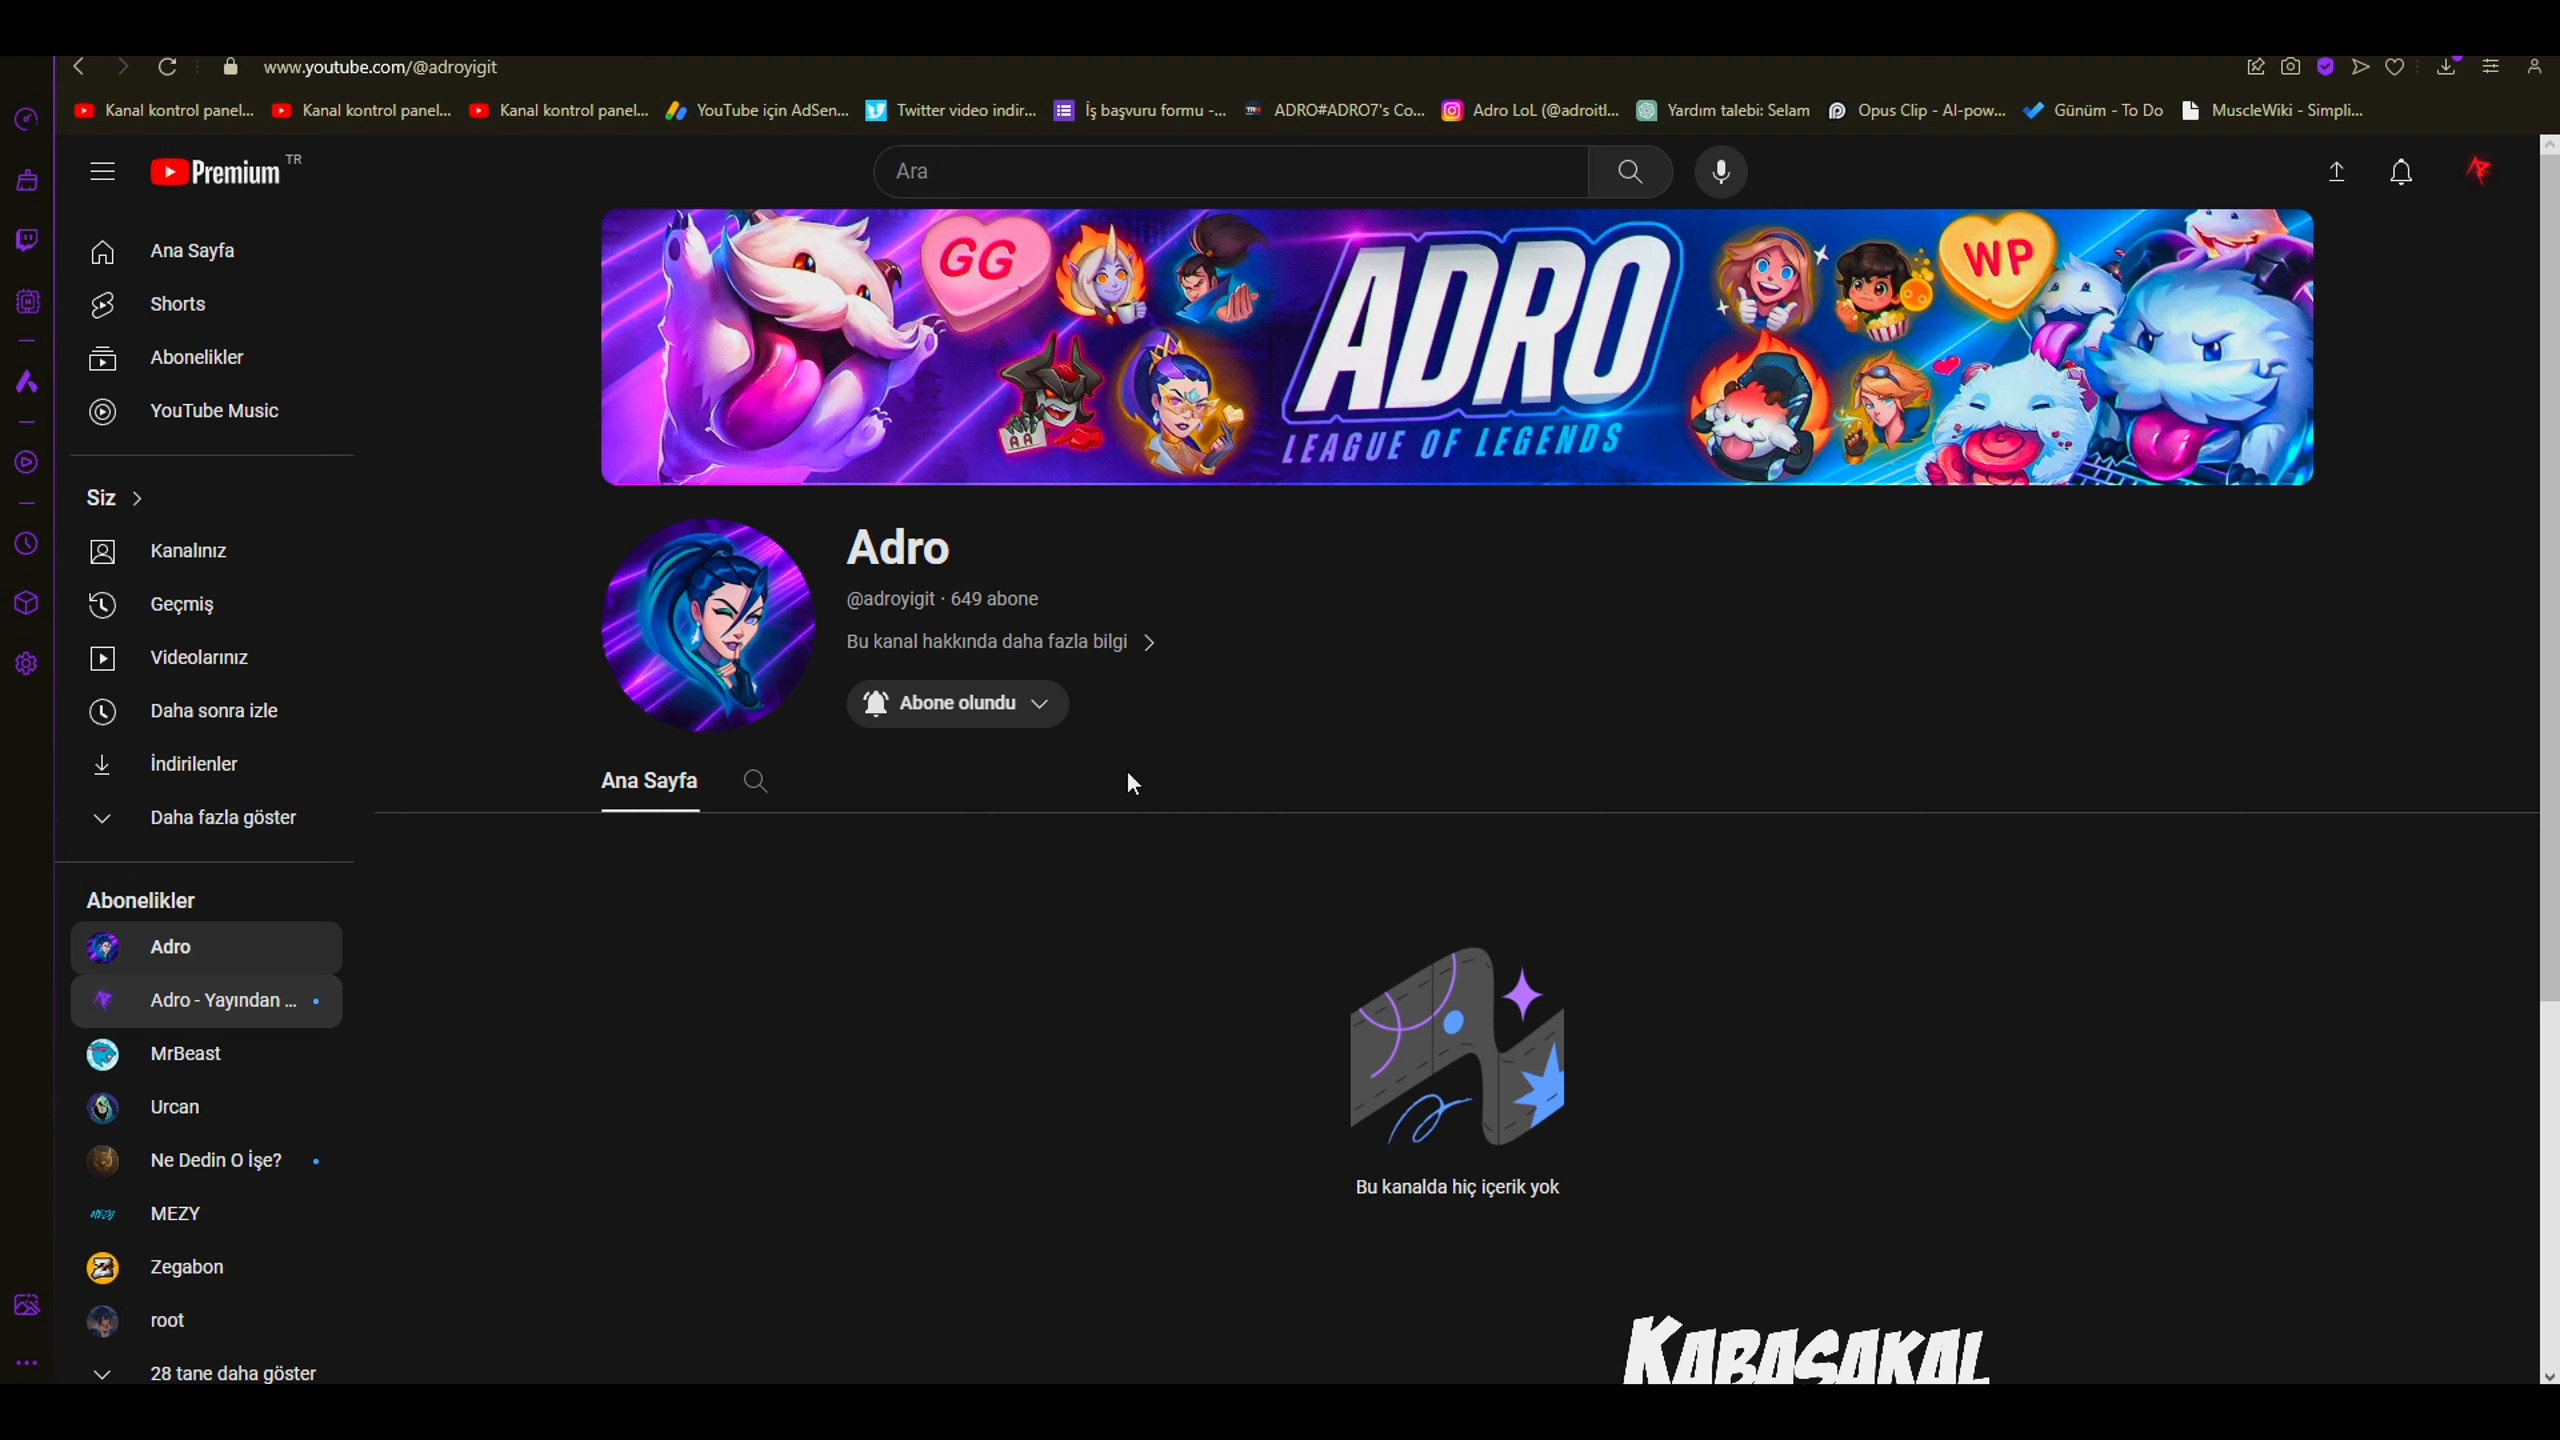 www.youtube.com/@adroyigit
Kanal kontrol panel...
Kanal kontrol panel...
Kanal kontrol panel...
YouTube için AdSen...
Twitter video indir...
İş başvuru formu -...
ADRO#ADRO7's Co...
Adro LoL (@adroitl...
Yardım talebi: Selam
Opus Clip - AI-pow...
Günüm - To Do
MuscleWiki - Simpli...
Premium TR
Ara
GG
ADRO
LEAGUE OF LEGENDS
WP
AA
Ana Sayfa
Shorts
Abonelikler
YouTube Music
Siz
Kanalınız
Geçmiş
Videolarınız
Daha sonra izle
İndirilenler
Daha fazla göster
Abonelikler
Adro
Adro - Yayından ...
MrBeast
Urcan
Ne Dedin O İşe?
MEZY
Zegabon
root
28 tane daha göster
Adro
@adroyigit · 649 abone
Bu kanal hakkında daha fazla bilgi
Abone olundu
Ana Sayfa
Bu kanalda hiç içerik yok
KABASAKAL